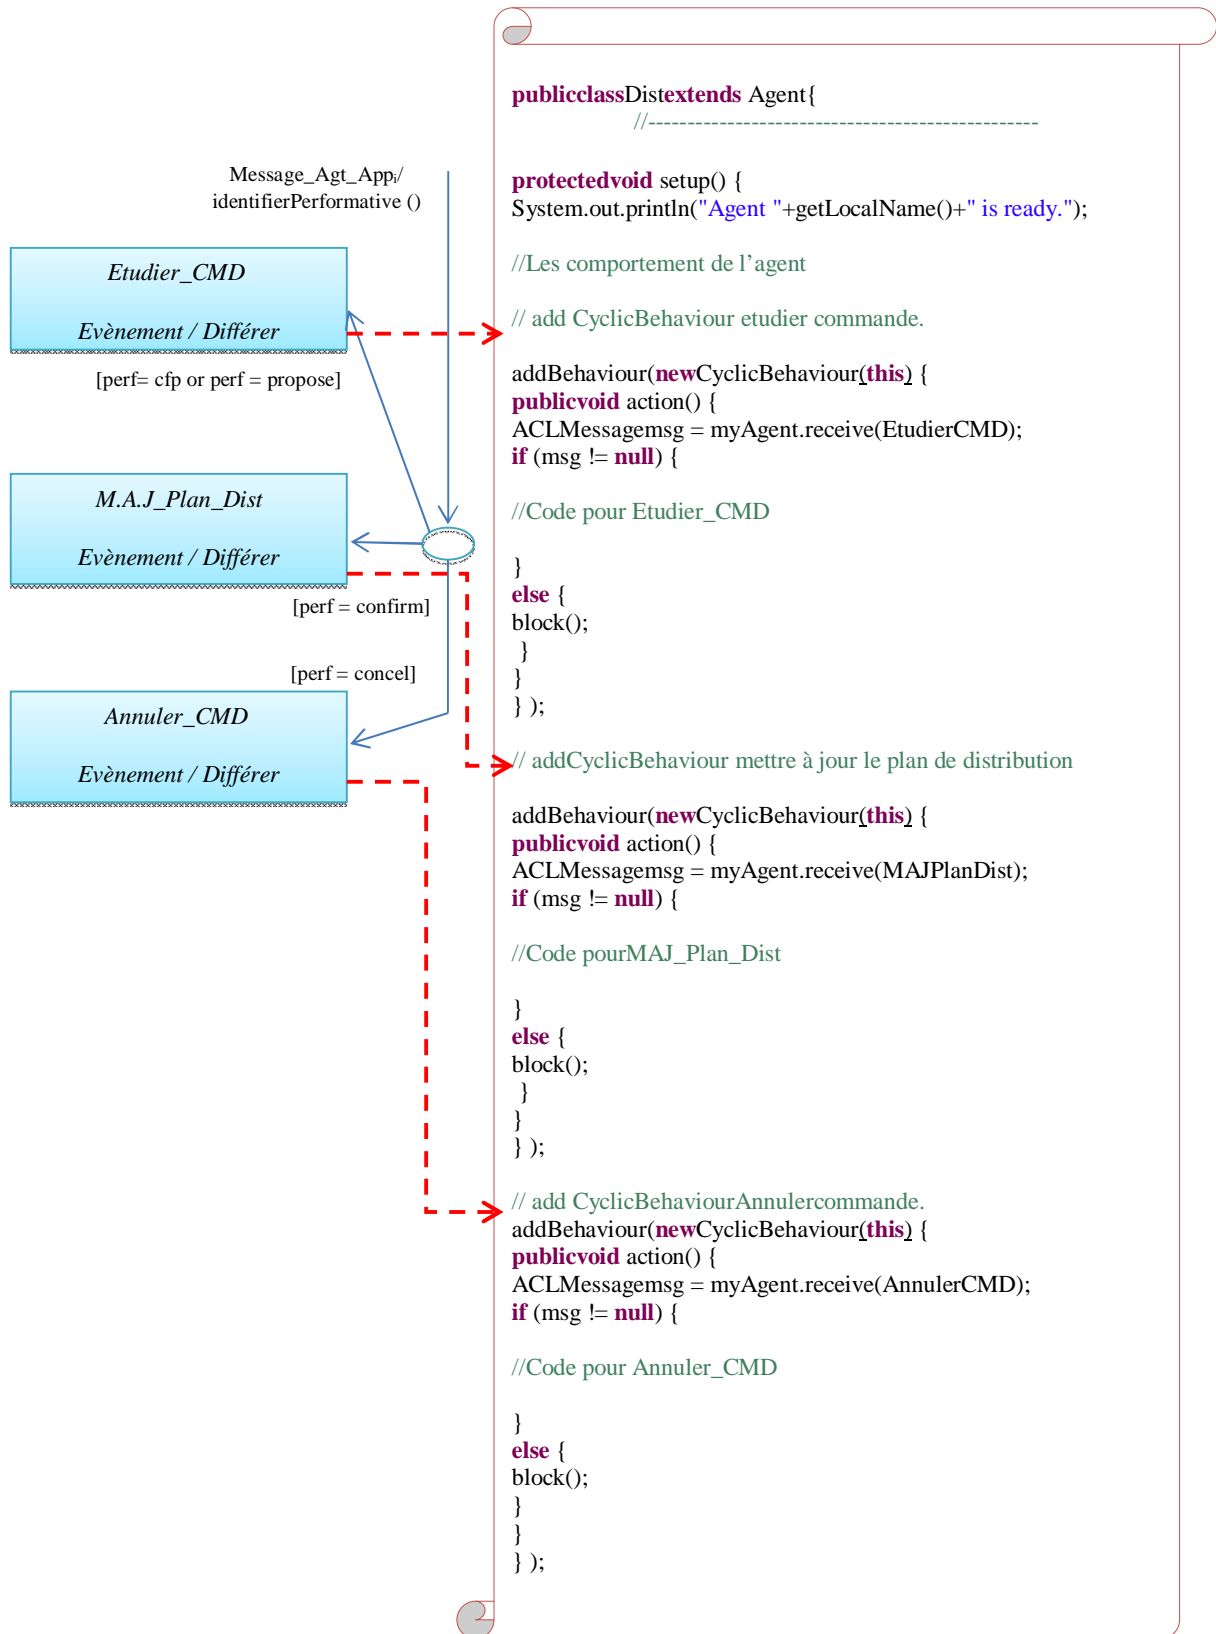 Message_Agt_Appi/
identifierPerformative ()
Etudier_CMD
Evènement / Différer
[perf= cfp or perf = propose]
M.A.J_Plan_Dist
Evènement / Différer
[perf = confirm]
[perf = concel]
Annuler_CMD
Evènement / Différer
publicclassDistextends Agent{
//-------------------------------------------------
protectedvoid setup() {
System.out.println("Agent "+getLocalName()+" is ready.");
//Les comportement de l’agent
// add CyclicBehaviour etudier commande.
addBehaviour(newCyclicBehaviour(this) {
publicvoid action() {
ACLMessagemsg = myAgent.receive(EtudierCMD);
if (msg != null) {
//Code pour Etudier_CMD
}
else {
block();
}
}
} );
// addCyclicBehaviour mettre à jour le plan de distribution
addBehaviour(newCyclicBehaviour(this) {
publicvoid action() {
ACLMessagemsg = myAgent.receive(MAJPlanDist);
if (msg != null) {
//Code pourMAJ_Plan_Dist
}
else {
block();
}
}
} );
// add CyclicBehaviourAnnulercommande.
addBehaviour(newCyclicBehaviour(this) {
publicvoid action() {
ACLMessagemsg = myAgent.receive(AnnulerCMD);
if (msg != null) {
//Code pour Annuler_CMD
}
else {
block();
}
}
} );